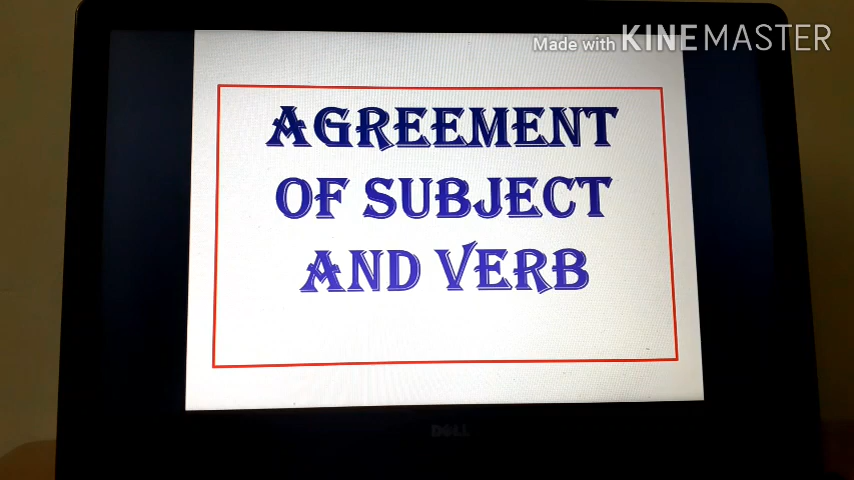 Made with KINEMASTER
AGREEMENT
OF SUBJECT
AND VERB
DELL